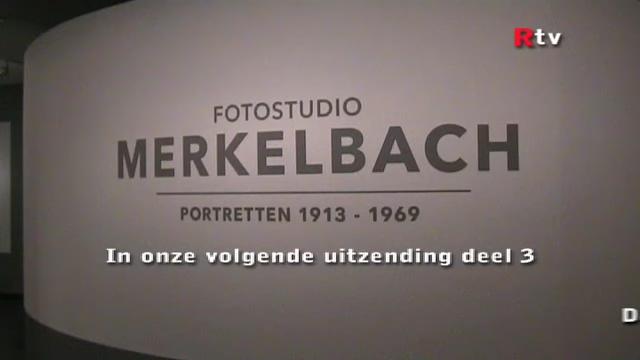 Rtv
FOTOSTUDIO
MERKELBACH
PORTRETTEN 1913 - 1969
In onze volgende uitzending deel 3
D